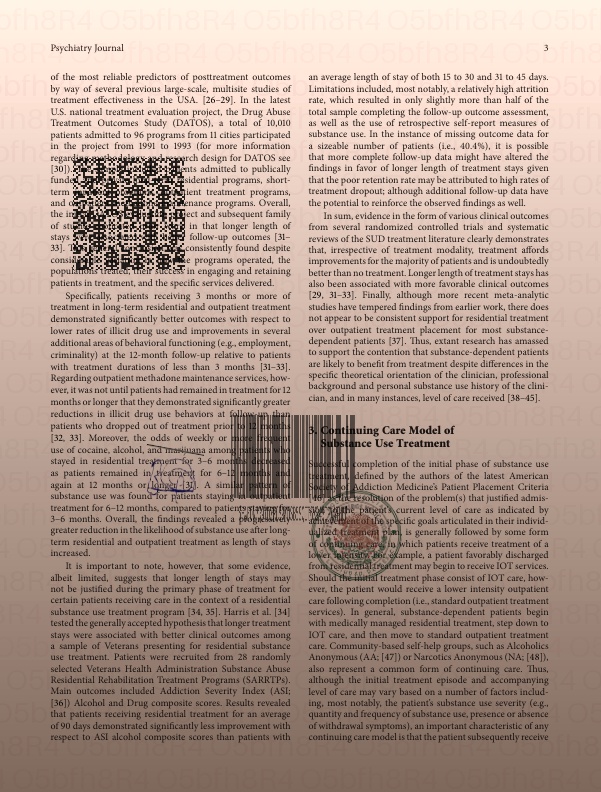 Psychiatry Journal
3
of the most reliable predictors of posttreatment outcomes
by way of several previous large-scale, multisite studies of
treatment effectiveness in the USA. [26–29]. In the latest
U.S. national treatment evaluation project, the Drug Abuse
Treatment Outcomes Study (DATOS), a total of 10,010
patients admitted to 96 programs from 11 cities participated
in the project from 1991 to 1993 (for more information
regarding methodology and research design for DATOS see
[30]). nts admitted to publically
funded esidential programs, short-
term tient treatment programs,
and o enance programs. Overall,
the in ect and subsequent family
of stu in that longer of
stays follow-up outcomes [31–
33]. T consistently found despite
consi e programs operated, the
populations treated, their success in engaging and retaining
patients in treatment, and the specific services delivered.
Specifically, patients receiving 3 months or more of
treatment in long-term residential and outpatient treatment
demonstrated significantly better outcomes with respect to
lower rates of illicit drug use and improvements in several
additional areas of behavioral functioning (e.g., employment,
criminality) at the 12-month follow-up relative to patients
with treatment durations of less than 3 months [31–33].
Regarding outpatient methadone maintenance services, how-
ever, it was not until patients had remained in treatment for 12
months or longer that they demonstrated significantly greater
reductions in illicit drug use behaviors at follow-up than
patients who dropped out of treatment prior to 12 months
[32, 33]. Moreover, the odds of weekly or more frequent
use of cocaine, alcohol, and marijuana among patients who
stayed in residential treatment for 3–6 months decreased
as patients remained in treatment for 6–12 months and
again at 12 months or longer [31]. A similar pattern of
substance use was found for patients staying in outpatient
treatment for 6–12 months, compared to patients staying for
3–6 months. Overall, the findings revealed a progressively
greater reduction in the likelihood of substance use after long-
term residential and outpatient treatment as length of stays
increased.
It is important to note, however, that some evidence,
albeit limited, suggests that longer length of stays may
not be justified during the primary phase of treatment for
certain patients receiving care in the context of a residential
substance use treatment program [34, 35]. Harris et al. [34]
tested the generally accepted hypothesis that longer treatment
stays were associated with better clinical outcomes among
a sample of Veterans presenting for residential substance
use treatment. Patients were recruited from 28 randomly
selected Veterans Health Administration Substance Abuse
Residential Rehabilitation Treatment Programs (SARRTPs).
Main outcomes included Addiction Severity Index (ASI;
[36]) Alcohol and Drug composite scores. Results revealed
that patients receiving residential treatment for an average
of 90 days demonstrated significantly less improvement with
respect to ASI alcohol composite scores than patients with
an average length of stay of both 15 to 30 and 31 to 45 days.
Limitations included, most notably, a relatively high attrition
rate, which resulted in only slightly more than half of the
total sample completing the follow-up outcome assessment,
as well as the use of retrospective self-report measures of
substance use. In the instance of missing outcome data for
a sizeable number of patients (i.e., 40.4%), it is possible
that more complete follow-up data might have altered the
findings in favor of longer length of treatment stays given
that the poor retention rate may be attributed to high rates of
treatment dropout; although additional follow-up data have
the potential to reinforce the observed findings as well.
In sum, evidence in the form of various clinical outcomes
from several randomized controlled trials and systematic
reviews of the SUD treatment literature clearly demonstrates
that, irrespective of treatment modality, treatment affords
improvements for the majority of patients and is undoubtedly
better than no treatment. Longer length of treatment stays has
also been associated with more favorable clinical outcomes
[29, 31–33]. Finally, although more recent meta-analytic
studies have tempered findings from earlier work, there does
not appear to be consistent support for residential treatment
over outpatient treatment placement for most substance-
dependent patients [37]. Thus, extant research has amassed
to support the contention that substance-dependent patients
are likely to benefit from treatment despite differences in the
specific theoretical orientation of the clinician, professional
background and personal substance use history of the clini-
cian, and in many instances, level of care received [38–45].
3. Continuing Care Model of
Substance Use Treatment
Successful completion of the initial phase of substance use
treatment, defined by the authors of the latest American
Society of Addiction Medicine's Patient Placement Criteria
[46] as the resolution of the problem(s) that justified admis-
sion to the patient's current level of care as indicated by
achievement of the specific goals articulated in their individ-
ualized treatment plan, is generally followed by some form
of continuing care, in which patients receive treatment of a
lower intensity. For example, a patient favorably discharged
from residential treatment may begin to receive IOT services.
Should the initial treatment phase consist of IOT care, how-
ever, the patient would receive a lower intensity outpatient
care following completion (i.e., standard outpatient treatment
services). In general, substance-dependent patients begin
with medically managed residential treatment, step down to
IOT care, and then move to standard outpatient treatment
care. Community-based self-help groups, such as Alcoholics
Anonymous (AA; [47]) or Narcotics Anonymous (NA; [48]),
also represent a common form of continuing care. Thus,
although the initial treatment episode and accompanying
level of care may vary based on a number of factors includ-
ing, most notably, the patient's substance use severity (e.g.,
quantity and frequency of substance use, presence or absence
of withdrawal symptoms), an important characteristic of any
continuing care model is that the patient subsequently receive